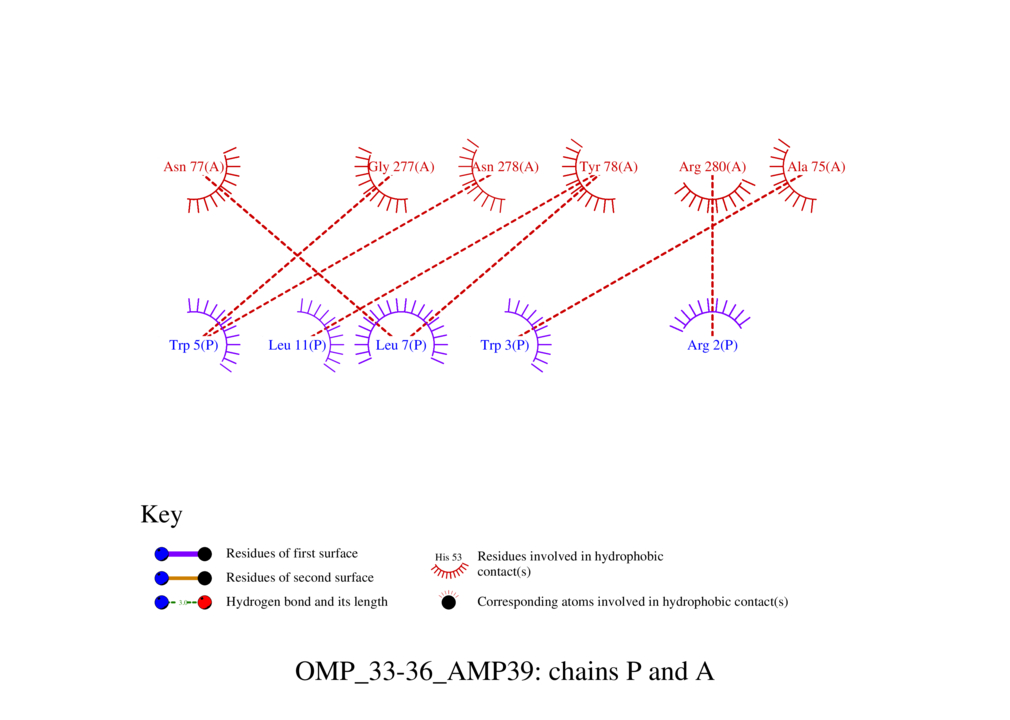 Asn 77(A) Gly 277(A) Asn 278(A) Tyr 78(A) Arg 280(A) Ala 75(A)
Trp 5(P) Leu 11(P) Leu 7(P) Trp 3(P) Arg 2(P)
Key
Residues of first surface
Residues of second surface
3.0
Hydrogen bond and its length
His 53
Residues involved in hydrophobic
contact(s)
Corresponding atoms involved in hydrophobic contact(s)
OMP_33-36_AMP39: chains P and A